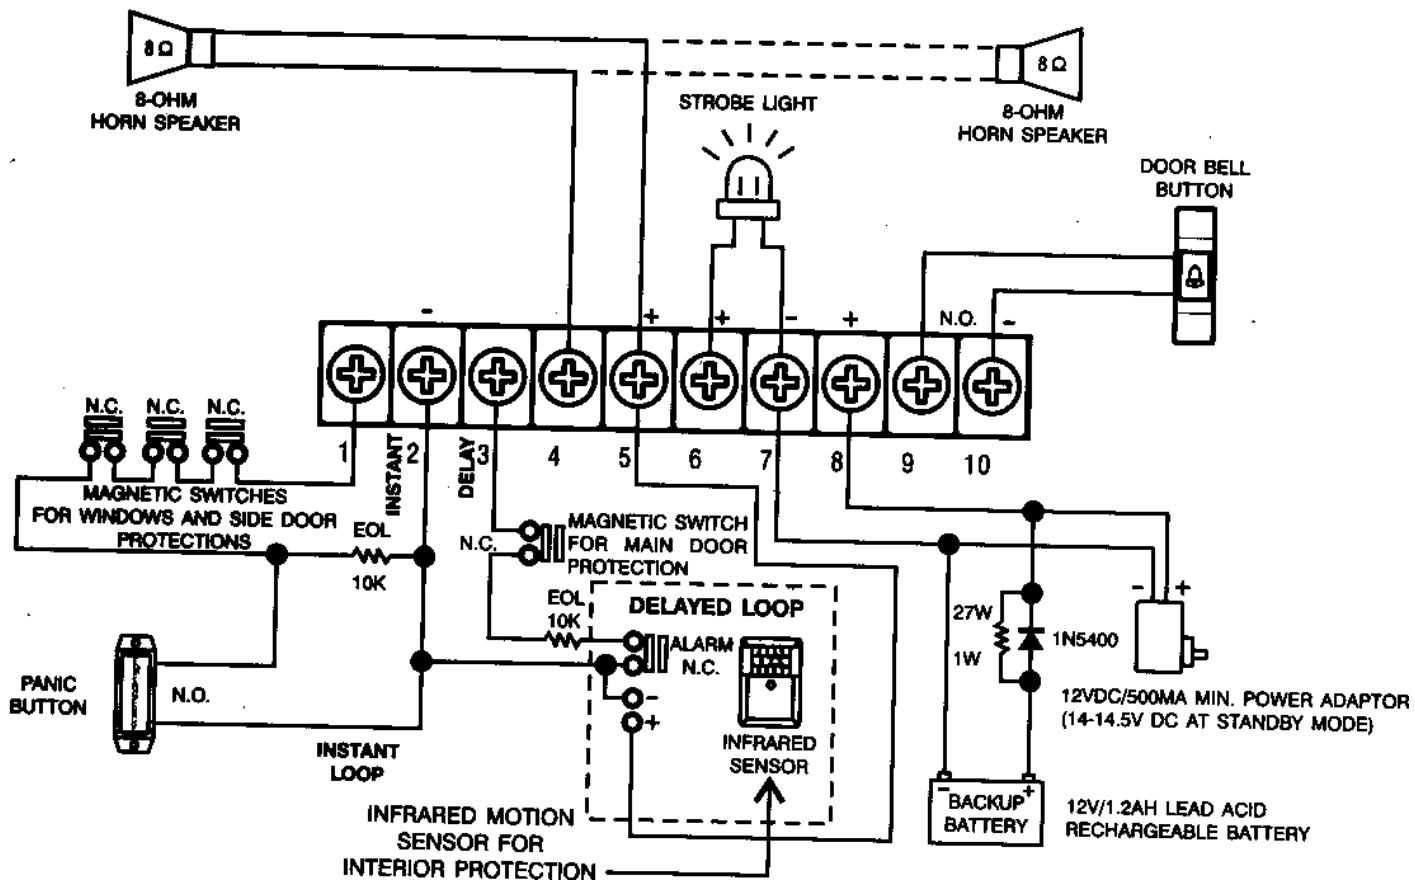 8Ω
8-OHM
HORN SPEAKER
STROBE LIGHT
8Ω
8-OHM
HORN SPEAKER
DOOR BELL
BUTTON
-
+
+
-
+
N.O.
-
1
INSTANT
2
DELAY
3
4
5
6
7
8
9
10
N.C.
N.C.
N.C.
MAGNETIC SWITCHES
FOR WINDOWS AND SIDE DOOR
PROTECTIONS
EOL
10K
N.C.
MAGNETIC SWITCH
FOR MAIN DOOR
PROTECTION
EOL
10K
DELAYED LOOP
ALARM
N.C.
-
+
INFRARED
SENSOR
PANIC
BUTTON
N.O.
INSTANT
LOOP
INFRARED MOTION
SENSOR FOR
INTERIOR PROTECTION
27W
1W
1N5400
-
+
12VDC/500MA MIN. POWER ADAPTOR
(14-14.5V DC AT STANDBY MODE)
-
+
BACKUP
BATTERY
12V/1.2AH LEAD ACID
RECHARGEABLE BATTERY